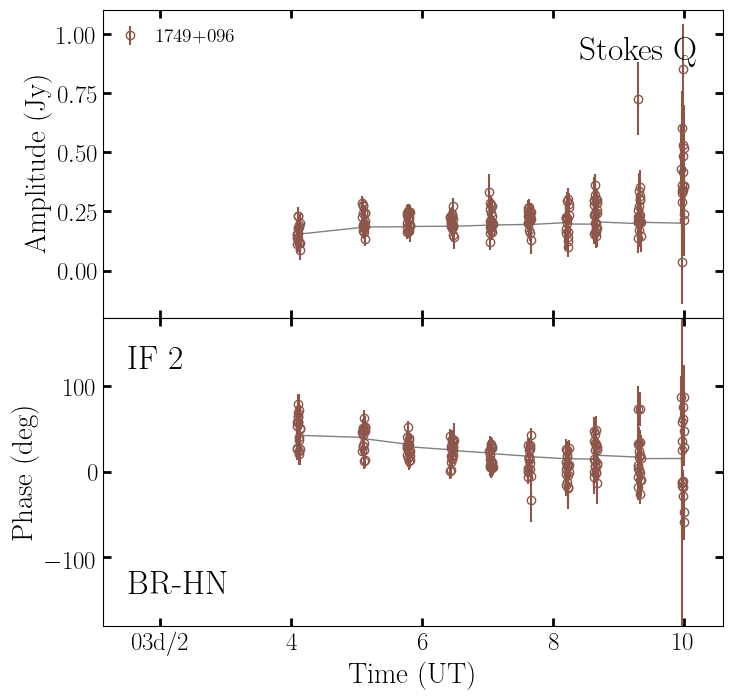 1749+096
Stokes Q
1.00
0.75
0.50
0.25
0.00
Amplitude (Jy)
IF 2
100
0
−100
Phase (deg)
BR-HN
03d/2 4 6 8 10
Time (UT)